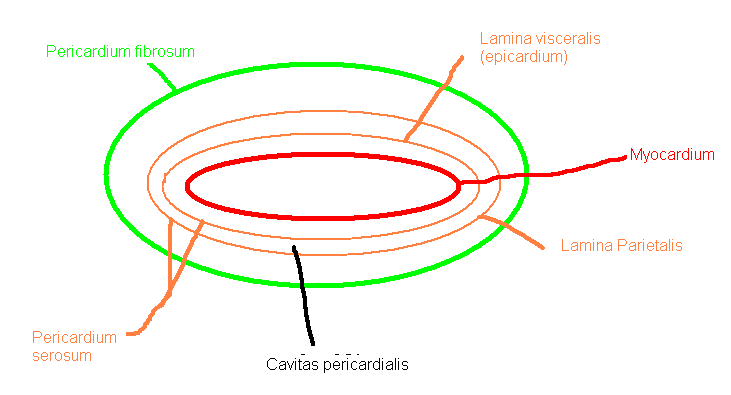 Pericardium fibrosum
Lamina visceralis
(epicardium)
Myocardium
Lamina Parietalis
Pericardium
serosum
Cavitas pericardialis